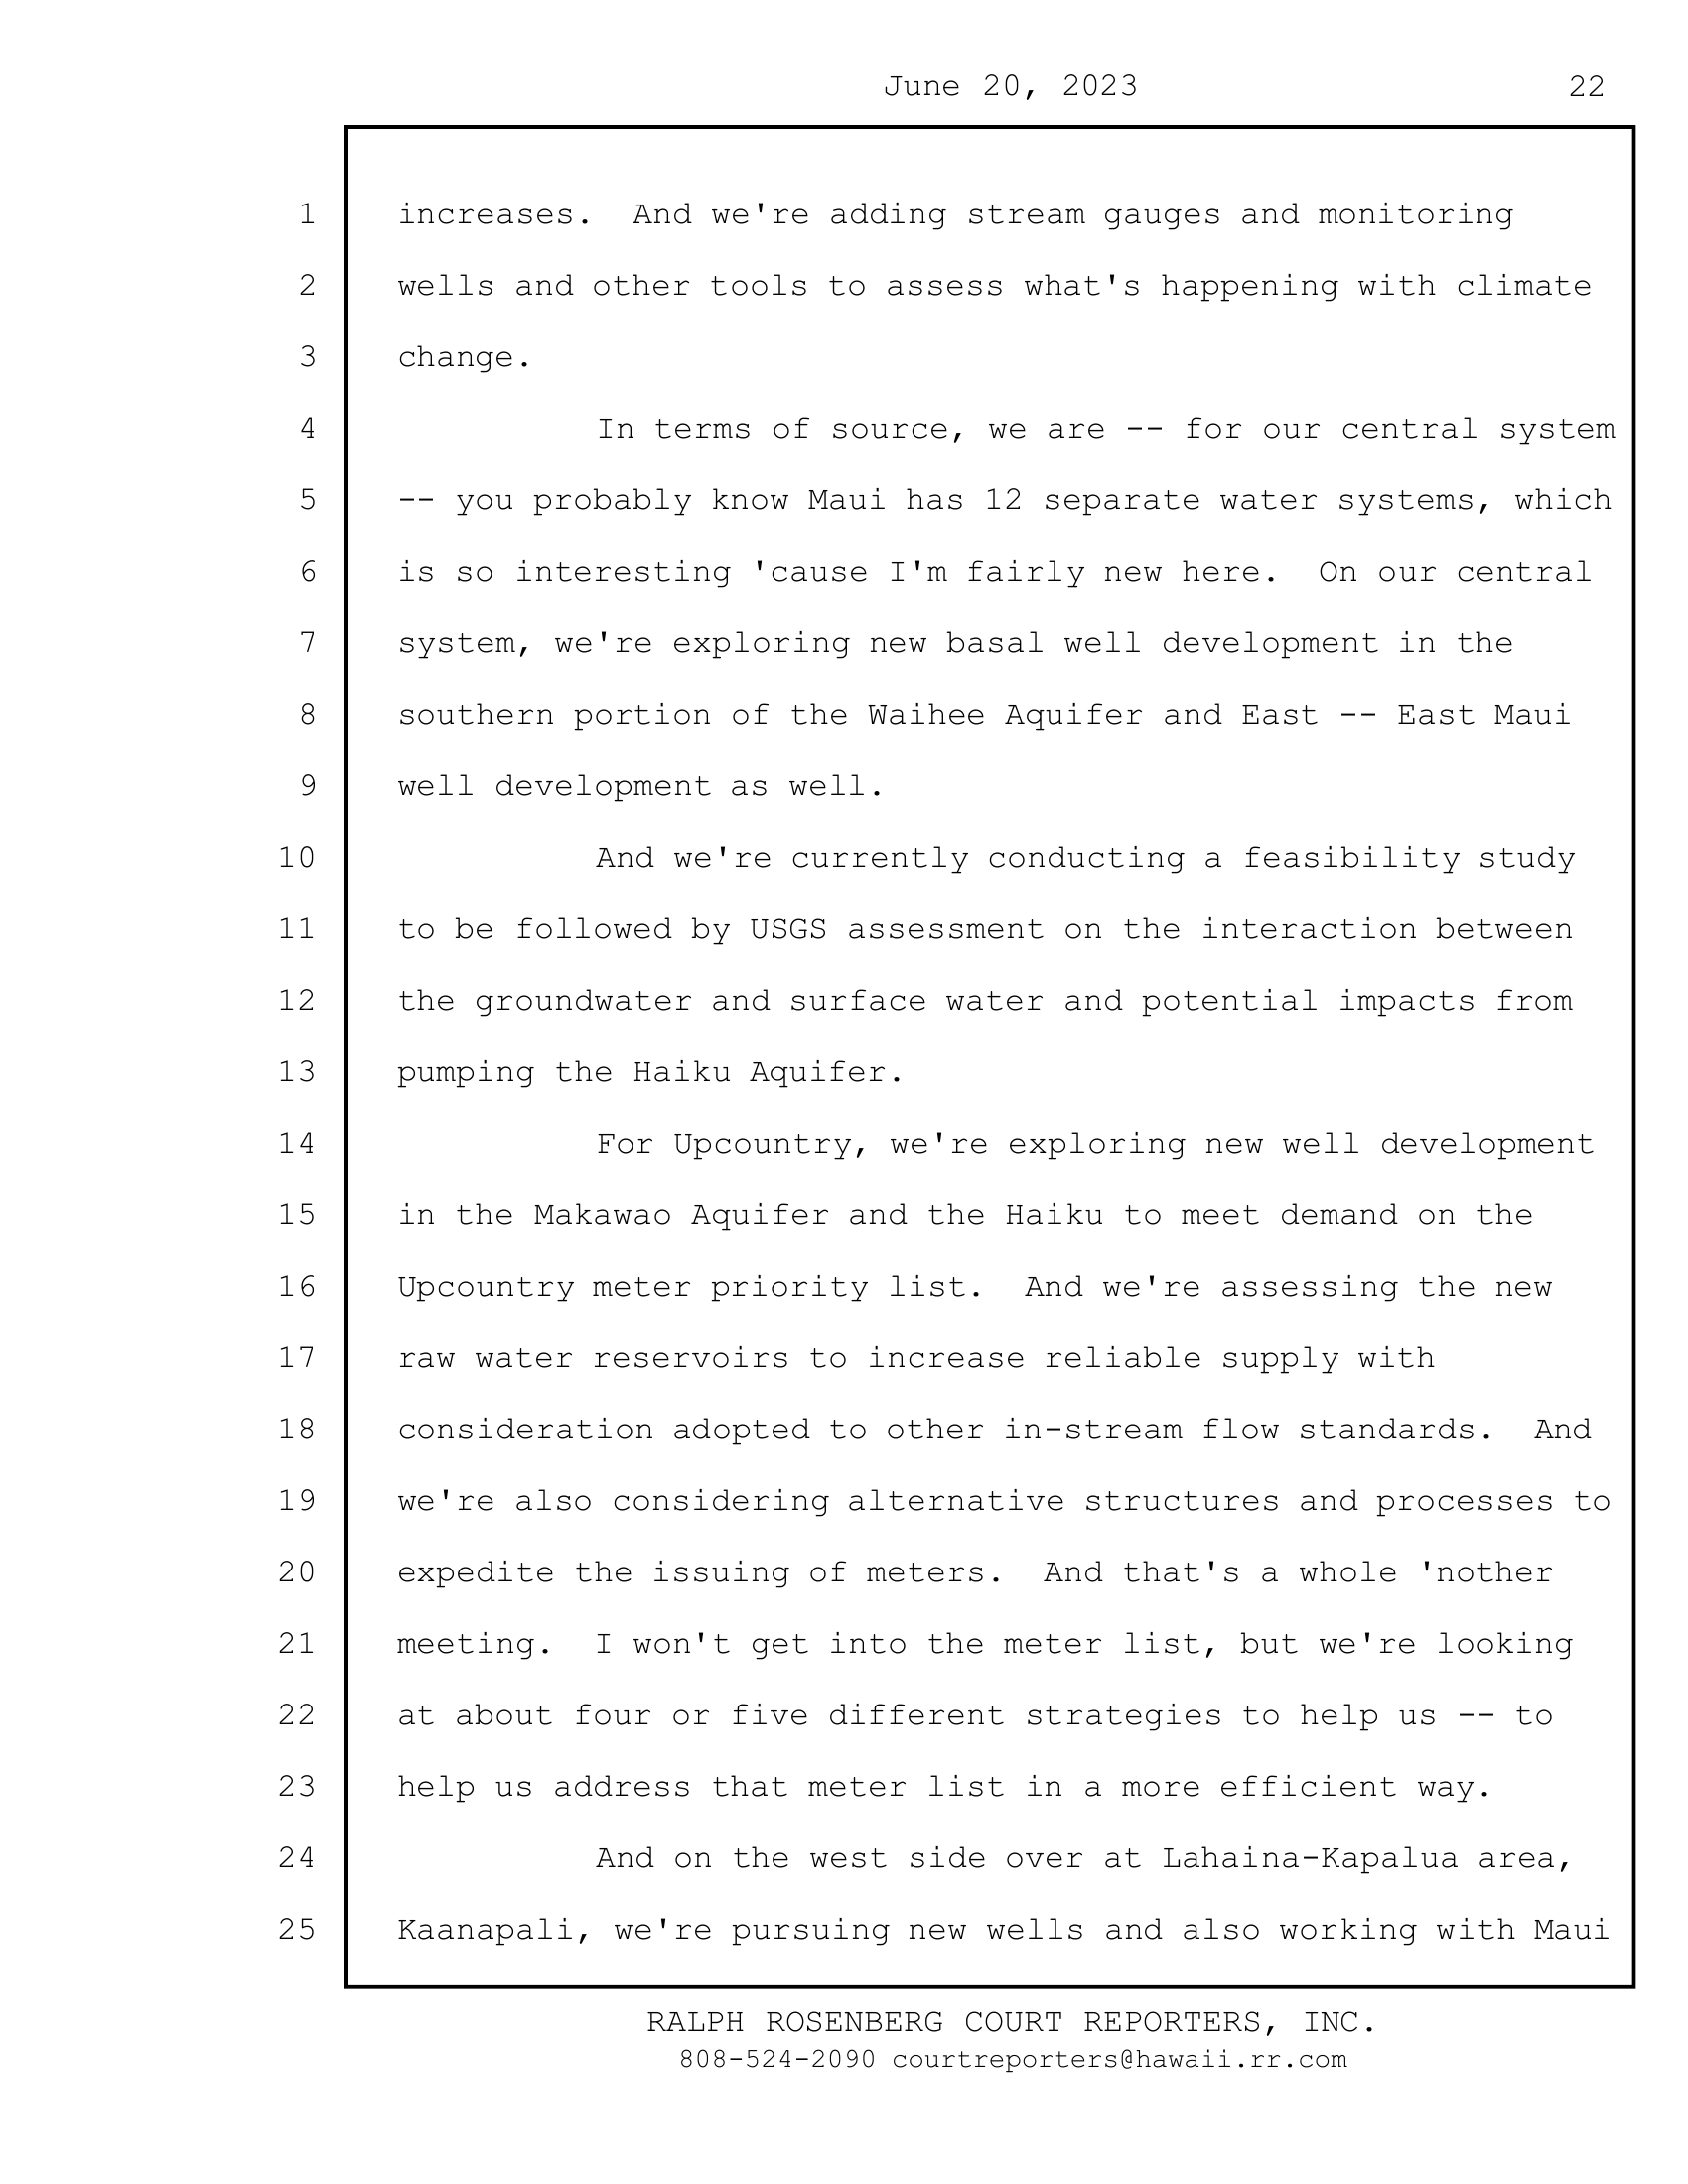 June 20, 2023 22
1 increases.  And we're adding stream gauges and monitoring
2 wells and other tools to assess what's happening with climate
3 change.
4 In terms of source, we are -- for our central system
5 -- you probably know Maui has 12 separate water systems, which
6 is so interesting 'cause I'm fairly new here.  On our central
7 system, we're exploring new basal well development in the
8 southern portion of the Waihee Aquifer and East -- East Maui
9 well development as well.
10 And we're currently conducting a feasibility study
11 to be followed by USGS assessment on the interaction between
12 the groundwater and surface water and potential impacts from
13 pumping the Haiku Aquifer.
14 For Upcountry, we're exploring new well development
15 in the Makawao Aquifer and the Haiku to meet demand on the
16 Upcountry meter priority list.  And we're assessing the new
17 raw water reservoirs to increase reliable supply with
18 consideration adopted to other in-stream flow standards.  And
19 we're also considering alternative structures and processes to
20 expedite the issuing of meters.  And that's a whole 'nother
21 meeting.  I won't get into the meter list, but we're looking
22 at about four or five different strategies to help us -- to
23 help us address that meter list in a more efficient way.
24 And on the west side over at Lahaina-Kapalua area,
25 Kaanapali, we're pursuing new wells and also working with Maui
RALPH ROSENBERG COURT REPORTERS, INC.
808-524-2090 courtreporters@hawaii.rr.com